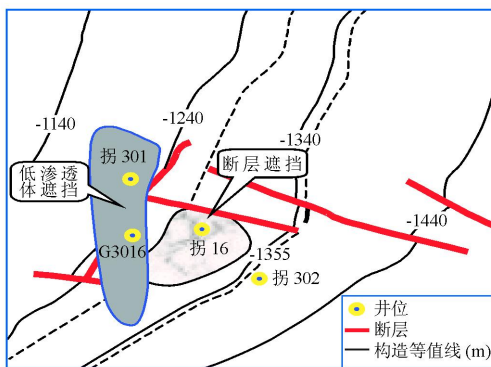 -1140
-1240
-1340
拐 301
断层遮挡
低渗透
体遮挡
G3016
拐 16
-1355
拐 302
-1440
井位
断层
构造等值线 (m)